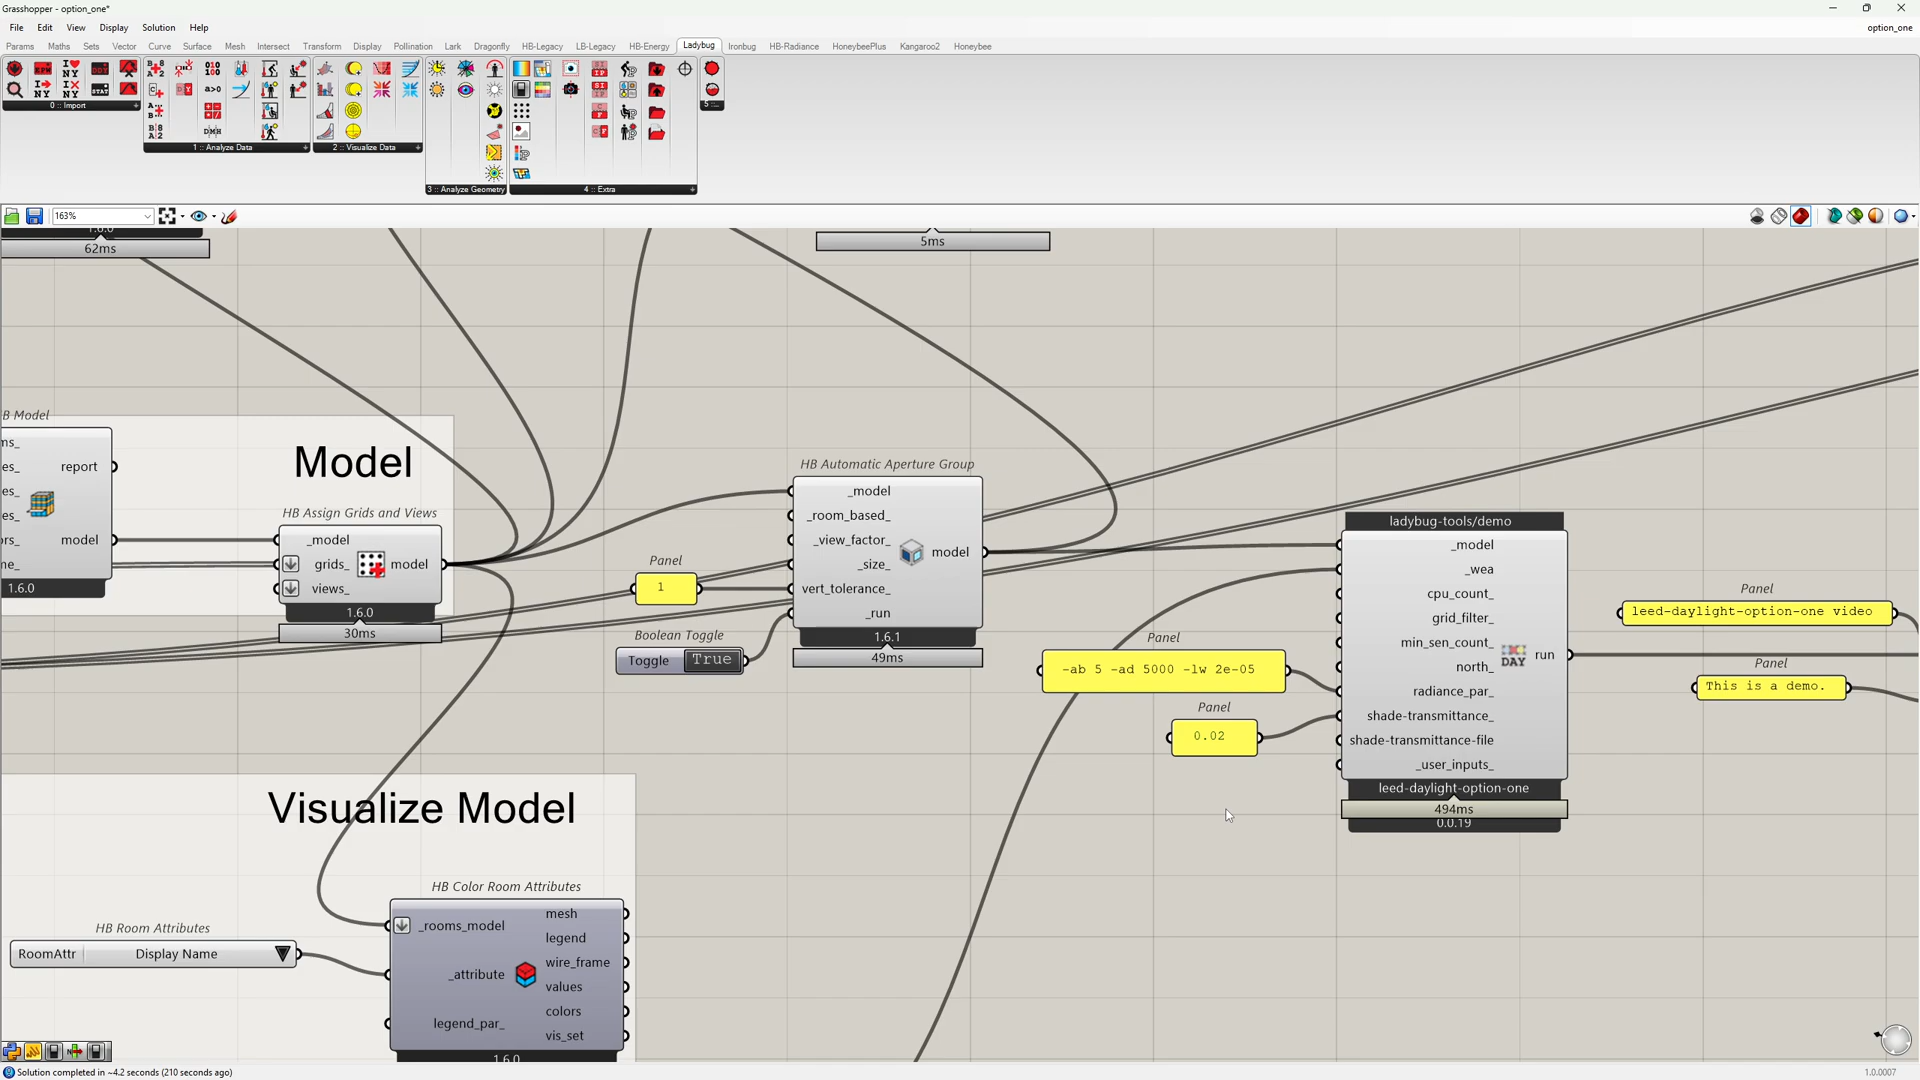 Grasshopper - option_one*
File Edit View Display Solution Help
option_one
Params Maths Sets Vector Curve Surface Mesh Intersect Transform Display Pollination Lark Dragonfly HB-Legacy LB-Legacy HB-Energy Ladybug Ironbug HB-Radiance HoneybeePlus Kangaroo2 Honeybee
0 :: Import
1 :: Analyze Data
2 :: Visualize Data
3 :: Analyze Geometry
4 :: Extra
163%
1.6.0
62ms
5ms
B Model
report
model
1.6.0
Model
HB Assign Grids and Views
_model
grids_
model
views_
1.6.0
30ms
Panel
1
Boolean Toggle
Toggle True
HB Automatic Aperture Group
_model
_room_based_
_view_factor_
model
_size_
vert_tolerance_
_run
1.6.1
49ms
Panel
-ab 5 -ad 5000 -lw 2e-05
Panel
0.02
ladybug-tools/demo
_model
_wea
cpu_count_
grid_filter_
min_sen_count_
DAY
run
north_
radiance_par_
shade-transmittance_
shade-transmittance-file
_user_inputs_
leed-daylight-option-one
494ms
0.0.19
Panel
leed-daylight-option-one video
Panel
This is a demo.
Visualize Model
HB Room Attributes
RoomAttr Display Name
HB Color Room Attributes
_rooms_model
_attribute
legend_par_
mesh
legend
wire_frame
values
colors
vis_set
1.6.0
Solution completed in ~4.2 seconds (210 seconds ago)
1.0.0007